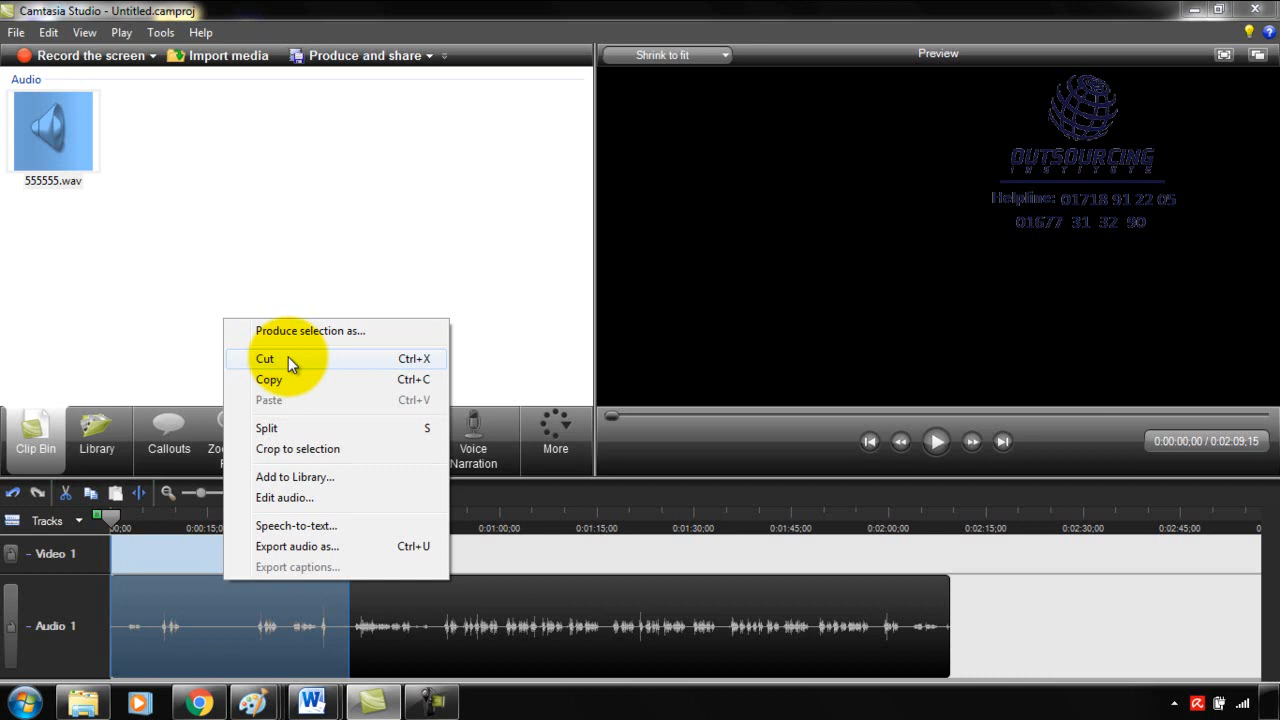 Camtasia Studio - Untitled.camproj
File Edit View Play Tools Help
Record the screen Import media Produce and share
Shrink to fit Preview
Audio
555555.wav
OUTSOURCING
INSTITUTE
Helpline: 01718 91 22 05
01677 31 32 90
Produce selection as...
Cut Ctrl+X
Copy Ctrl+C
Paste Ctrl+V
Split S
Crop to selection
Add to Library...
Edit audio...
Speech-to-text...
Export audio as... Ctrl+U
Export captions...
Clip Bin Library Callouts Voice Narration More
0:00:00,00 / 0:02:09,15
Tracks 00;00 0:00:15;0 0:01:00;00 0:01:15;00 0:01:30;00 0:01:45;00 0:02:00;00 0:02:15;00 0:02:30;00 0:02:45;00
Video 1
Audio 1